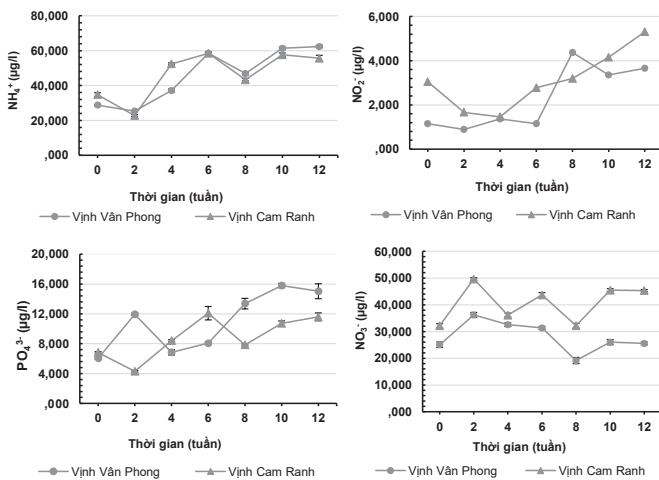 80,000
60,000
40,000
20,000
,000
NH₄⁺ (µg/l)
0 2 4 6 8 10 12
Thời gian (tuần)
Vịnh Vân Phong Vịnh Cam Ranh
6,000
4,000
2,000
,000
NO₂⁻ (µg/l)
0 2 4 6 8 10 12
Thời gian (tuần)
Vịnh Vân Phong Vịnh Cam Ranh
20,000
16,000
12,000
8,000
4,000
,000
PO₄³⁻ (µg/l)
0 2 4 6 8 10 12
Thời gian (tuần)
Vịnh Vân Phong Vịnh Cam Ranh
60,000
50,000
40,000
30,000
20,000
10,000
,000
NO₃⁻ (µg/l)
0 2 4 6 8 10 12
Thời gian (tuần)
Vịnh Vân Phong Vịnh Cam Ranh